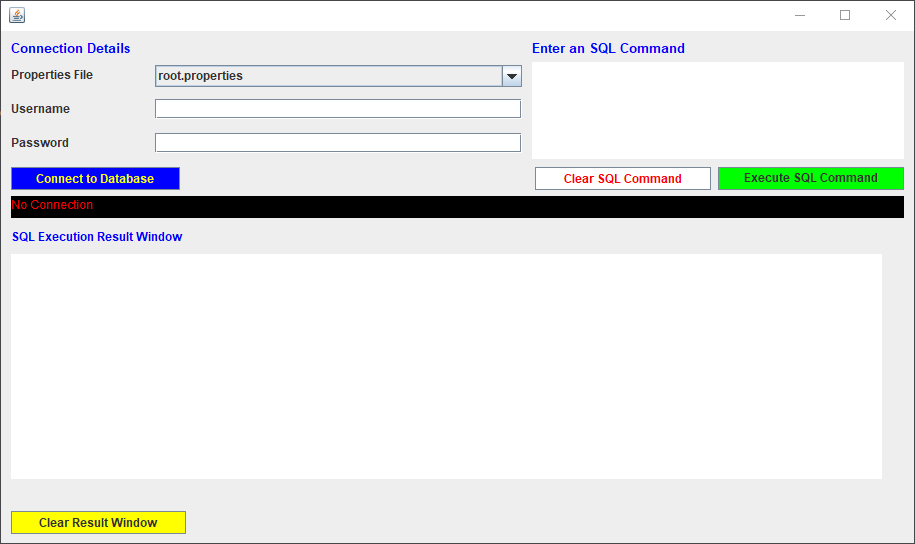 Connection Details
Properties File
root.properties
Username
Password
Connect to Database
Enter an SQL Command
Clear SQL Command
Execute SQL Command
No Connection
SQL Execution Result Window
Clear Result Window